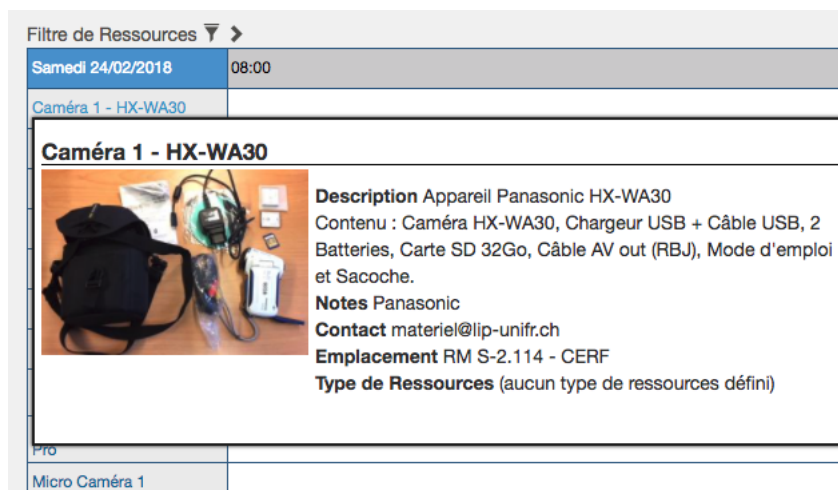 Filtre de Ressources
Samedi 24/02/2018 08:00
Caméra 1 - HX-WA30
Caméra 1 - HX-WA30
Description Appareil Panasonic HX-WA30
Contenu : Caméra HX-WA30, Chargeur USB + Câble USB, 2
Batteries, Carte SD 32Go, Câble AV out (RBJ), Mode d'emploi
et Sacoche.
Notes Panasonic
Contact materiel@lip-unifr.ch
Emplacement RM S-2.114 - CERF
Type de Ressources (aucun type de ressources défini)
Pro
Micro Caméra 1